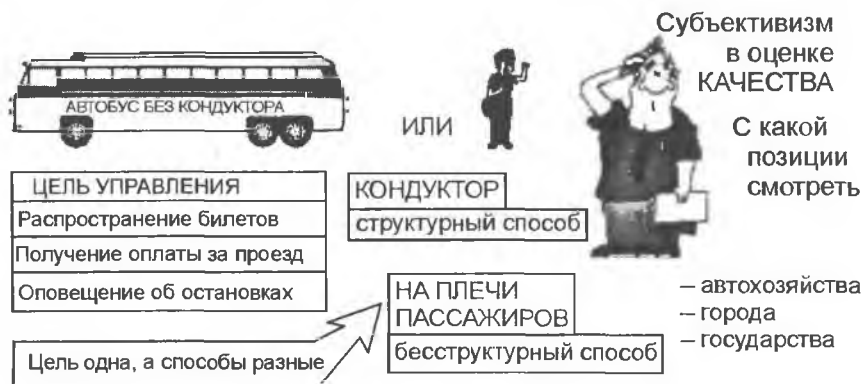 Субъективизм
в оценке
КАЧЕСТВА
АВТОБУС БЕЗ КОНДУКТОРА
ИЛИ
С какой
позиции
смотреть
ЦЕЛЬ УПРАВЛЕНИЯ
Распространение билетов
Получение оплаты за проезд
Оповещение об остановках
КОНДУКТОР
структурный способ
НА ПЛЕЧИ
ПАССАЖИРОВ
бесструктурный способ
– автохозяйства
– города
– государства
Цель одна, а способы разные